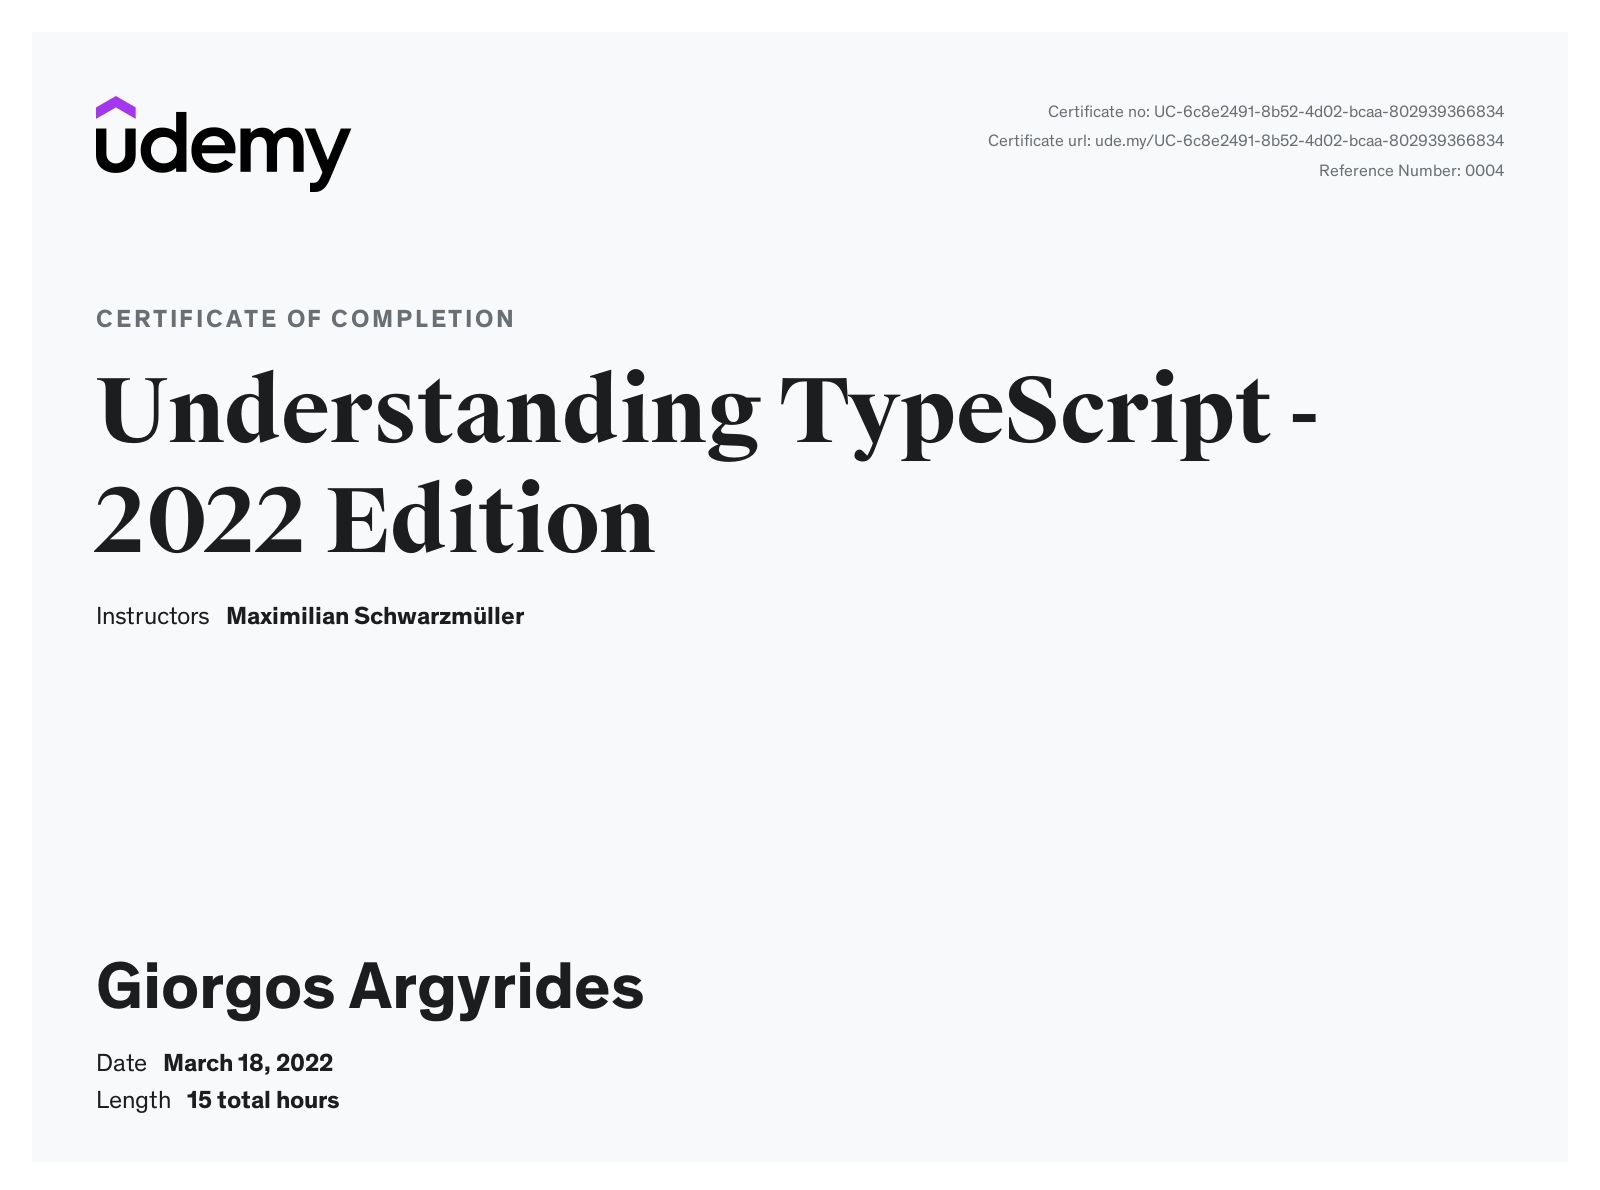 udemy
Certificate no: UC-6c8e2491-8b52-4d02-bcaa-802939366834
Certificate url: ude.my/UC-6c8e2491-8b52-4d02-bcaa-802939366834
Reference Number: 0004
CERTIFICATE OF COMPLETION
Understanding TypeScript -
2022 Edition
Instructors Maximilian Schwarzmüller
Giorgos Argyrides
Date March 18, 2022
Length 15 total hours